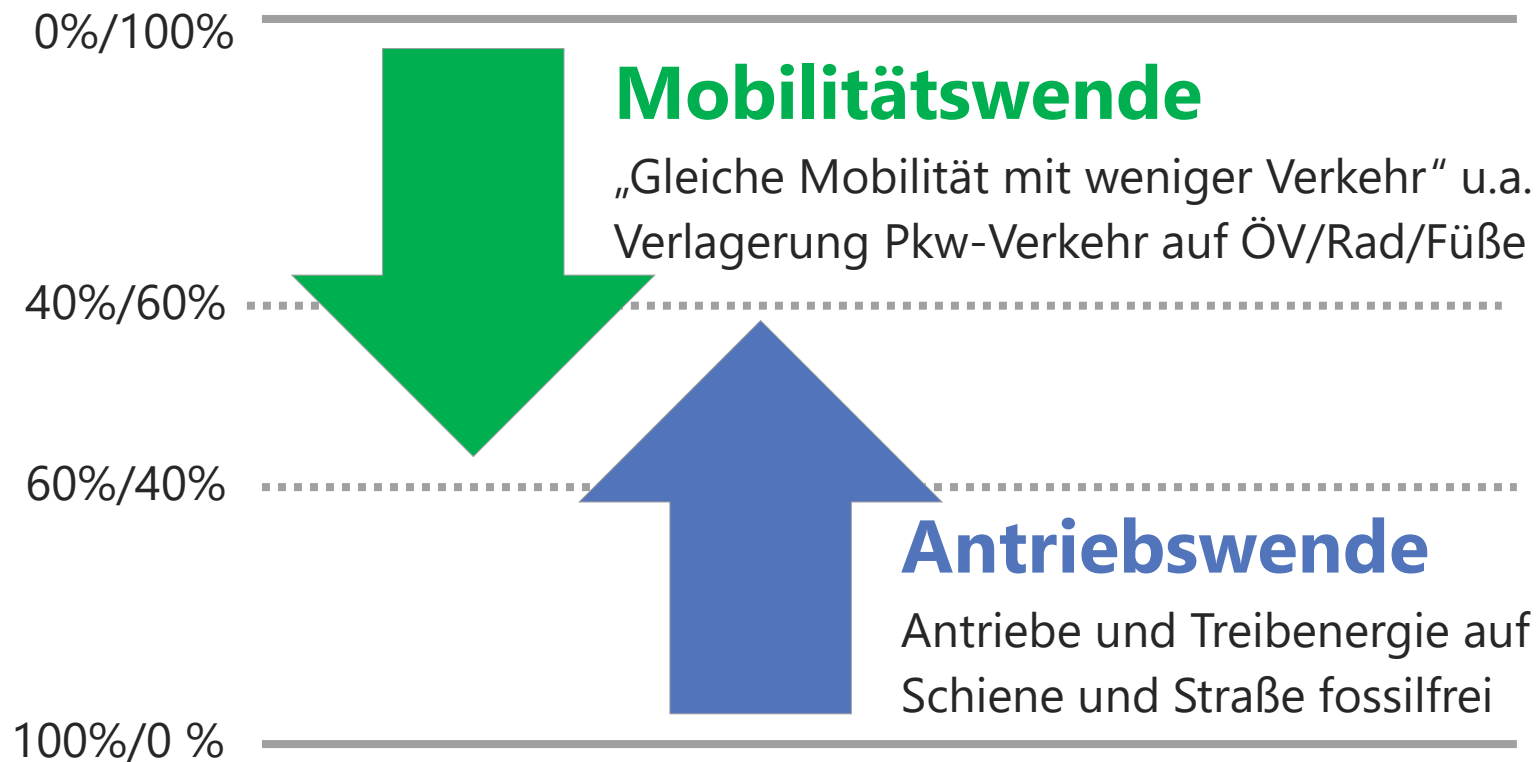 0%/100%
Mobilitätswende
„Gleiche Mobilität mit weniger Verkehr“ u.a.
Verlagerung Pkw-Verkehr auf ÖV/Rad/Füße
40%/60%
60%/40%
Antriebswende
Antriebe und Treibenergie auf
Schiene und Straße fossilfrei
100%/0 %